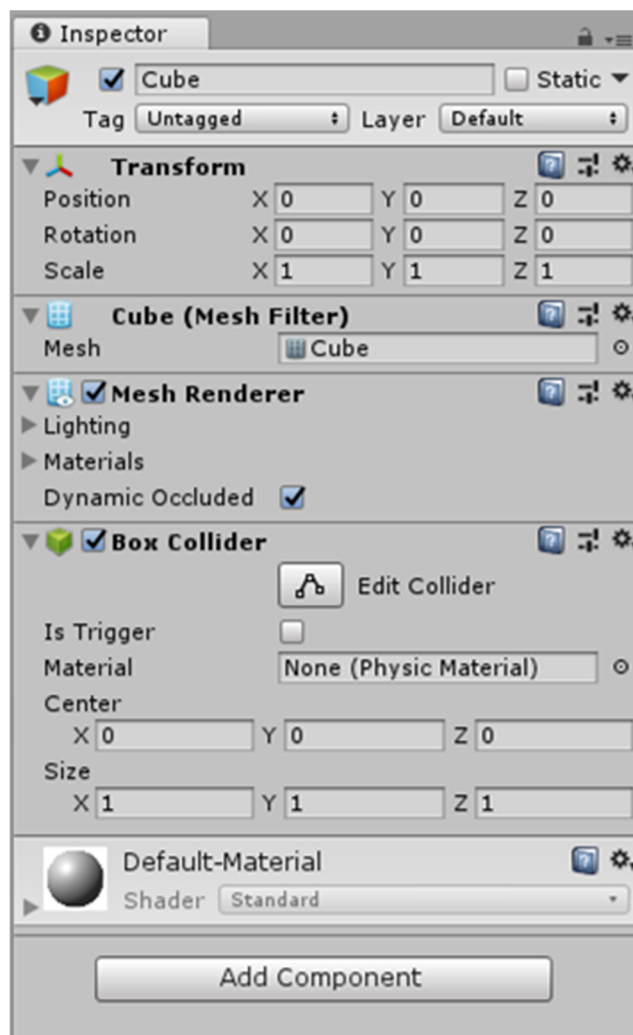 Inspector
Cube Static
Tag Untagged Layer Default
Transform
Position X 0 Y 0 Z 0
Rotation X 0 Y 0 Z 0
Scale X 1 Y 1 Z 1
Cube (Mesh Filter)
Mesh Cube
Mesh Renderer
Lighting
Materials
Dynamic Occluded
Box Collider
Edit Collider
Is Trigger
Material None (Physic Material)
Center
X 0 Y 0 Z 0
Size
X 1 Y 1 Z 1
Default-Material
Shader Standard
Add Component